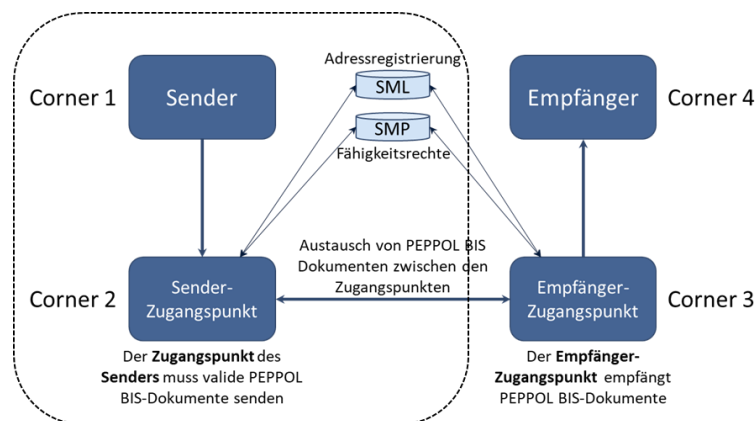 Adressregistrierung
Corner 1
Sender
SML
SMP
Fähigkeitsrechte
Empfänger
Corner 4
Austausch von PEPPOL BIS
Dokumenten zwischen den
Zugangspunkten
Corner 2
Sender-
Zugangspunkt
Empfänger-
Zugangspunkt
Corner 3
Der Zugangspunkt des
Senders muss valide PEPPOL
BIS-Dokumente senden
Der Empfänger-
Zugangspunkt empfängt
PEPPOL BIS-Dokumente